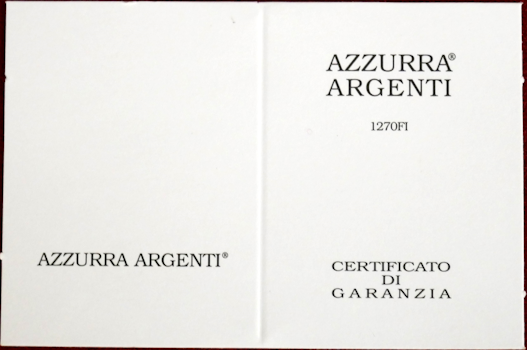 AZZURRA ARGENTI®
AZZURRA®
ARGENTI
1270FI
CERTIFICATO
DI
GARANZIA